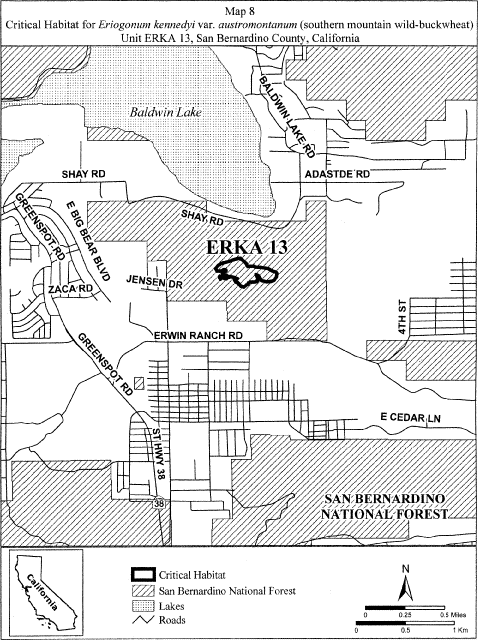 Map 8
Critical Habitat for Eriogonum kennedyi var. austromontanum (southern mountain wild-buckwheat)
Unit ERKA 13, San Bernardino County, California
Baldwin Lake
BALDWIN LAKE RD
SHAY RD
ADASTDE RD
GREENSPOT RD
E BIG BEAR BLVD
SHAY RD
ERKA 13
JENSEN DR
ZACA RD
4TH ST
ERWIN RANCH RD
GREENSPOT RD
E CEDAR LN
ST HWY 38
38
SAN BERNARDINO
NATIONAL FOREST
California
Critical Habitat
San Bernardino National Forest
Lakes
Roads
N
0 0.25 0.5 Miles
0 0.5 1 Km